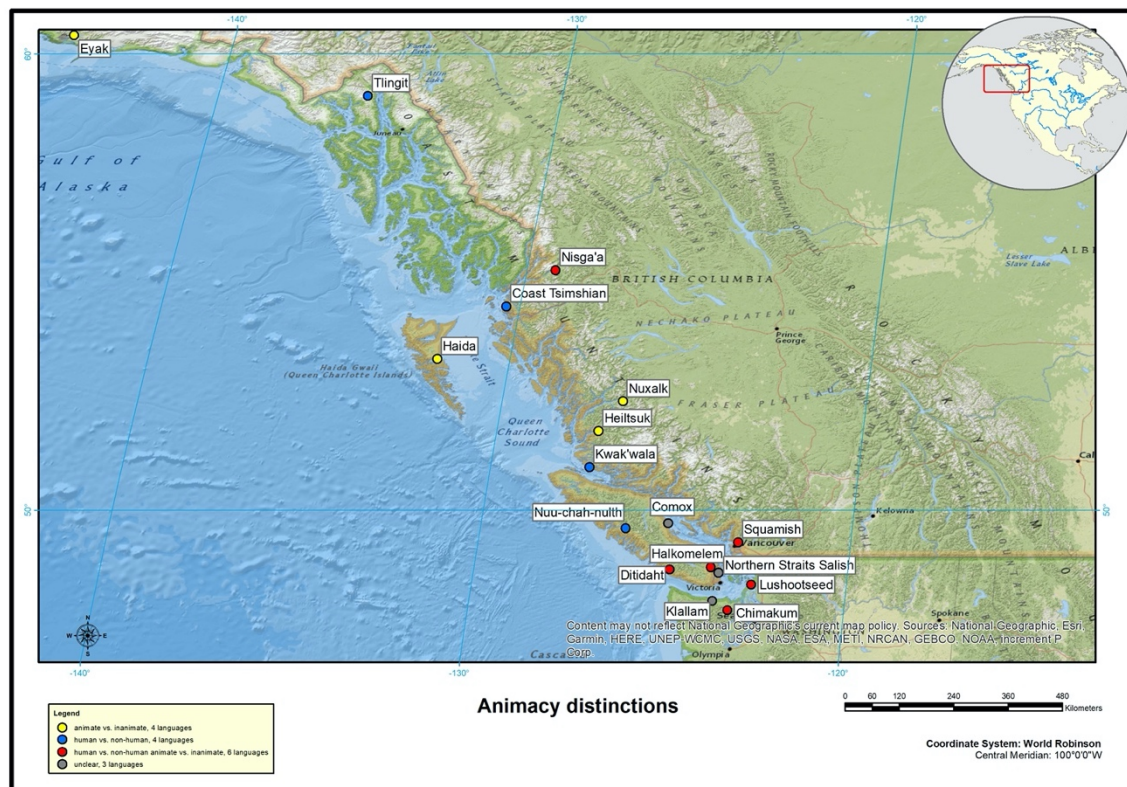 -140°
-130°
-120°
60°
Eyak
Tlingit
Juneau
Gulf of
Alaska
Nisga'a
BRITISH COLUMBIA
Coast Tsimshian
NECHAKO PLATEAU
Prince
George
Lesser
Slave Lake
Haida
Haida Gwaii
(Queen Charlotte Islands)
Strait
Nuxalk
FRASER PLATEAU
Heiltsuk
Queen
Charlotte
Sound
Kwak'wala
50°
Nuu-chah-nulth
Comox
Squamish
Vancouver
Kelowna
50°
Halkomelem
Northern Straits Salish
Ditidaht
Victoria
Lushootseed
Klallam
Chimakum
Spokane
Content may not reflect National Geographic's current map policy. Sources: National Geographic, Esri,
Garmin, HERE, UNEP-WCMC, USGS, NASA, ESA, METI, NRCAN, GEBCO, NOAA, increment P
Corp.
Olympia
-140°
-130°
-120°
Animacy distinctions
0 60 120 240 360 480
Kilometers
Legend
animate vs. inanimate, 4 languages
human vs. non-human, 4 languages
human vs. non-human animate vs. inanimate, 6 languages
unclear, 3 languages
N
W E
S
Coordinate System: World Robinson
Central Meridian: 100°0'0"W